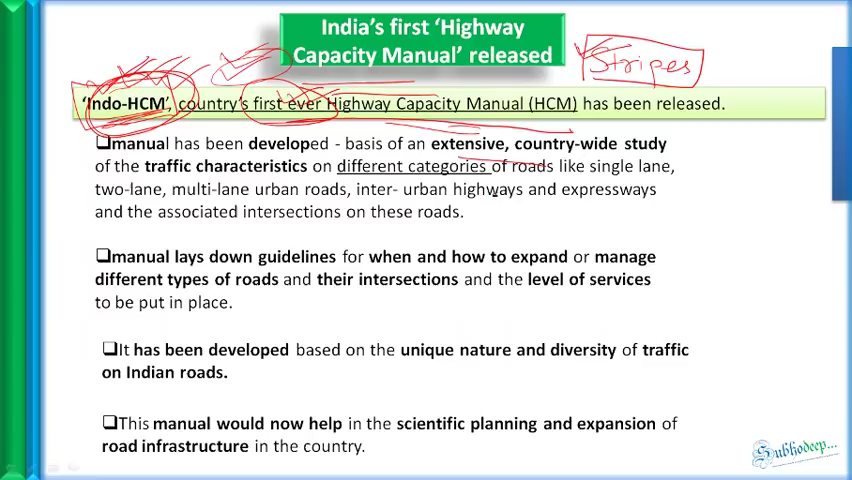 India's first 'Highway
Capacity Manual' released
Stripes
'Indo-HCM', country's first ever Highway Capacity Manual (HCM) has been released.
❑manual has been developed - basis of an extensive, country-wide study
of the traffic characteristics on different categories of roads like single lane,
two-lane, multi-lane urban roads, inter- urban highways and expressways
and the associated intersections on these roads.
❑manual lays down guidelines for when and how to expand or manage
different types of roads and their intersections and the level of services
to be put in place.
❑It has been developed based on the unique nature and diversity of traffic
on Indian roads.
❑This manual would now help in the scientific planning and expansion of
road infrastructure in the country.
Subhodeep...